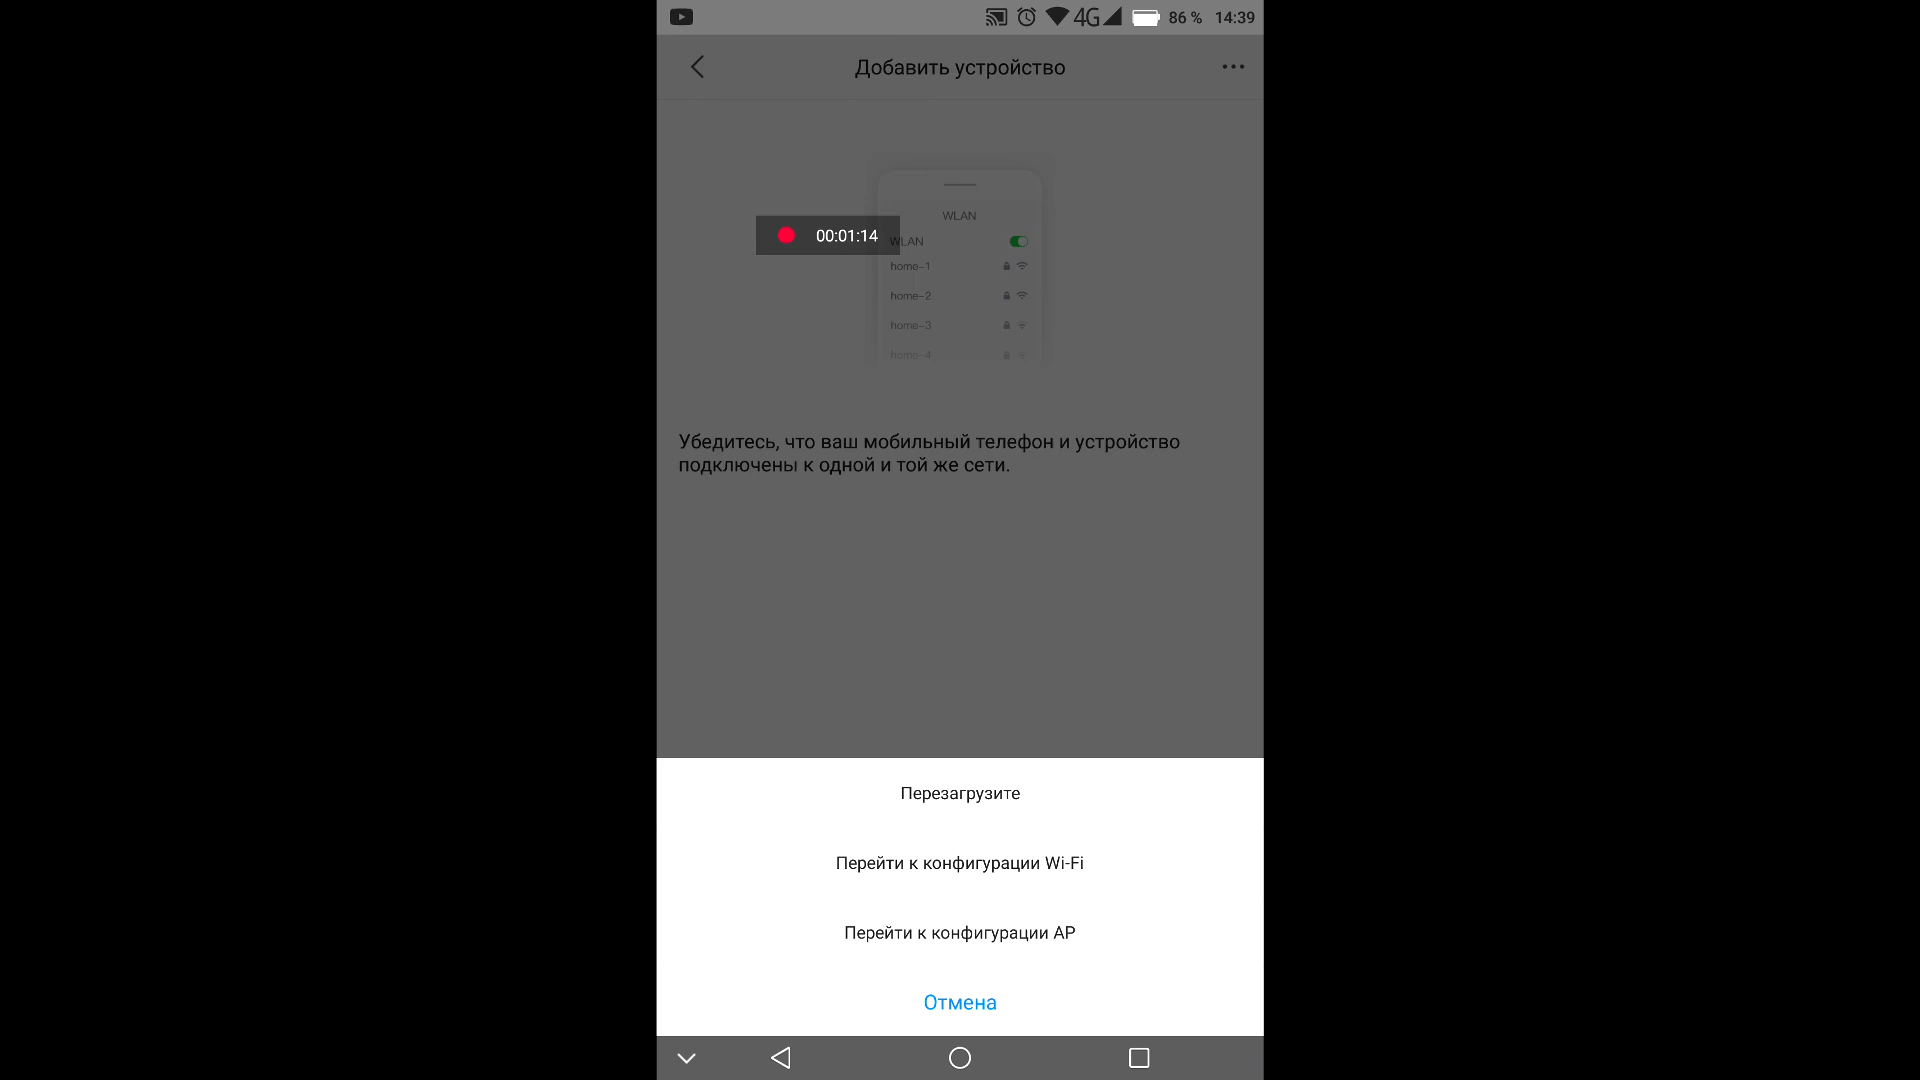 4G 86 % 14:39
Добавить устройство
WLAN
00:01:14
WLAN
home-1
home-2
home-3
home-4
Убедитесь, что ваш мобильный телефон и устройство
подключены к одной и той же сети.
Перезагрузите
Перейти к конфигурации Wi-Fi
Перейти к конфигурации AP
Отмена